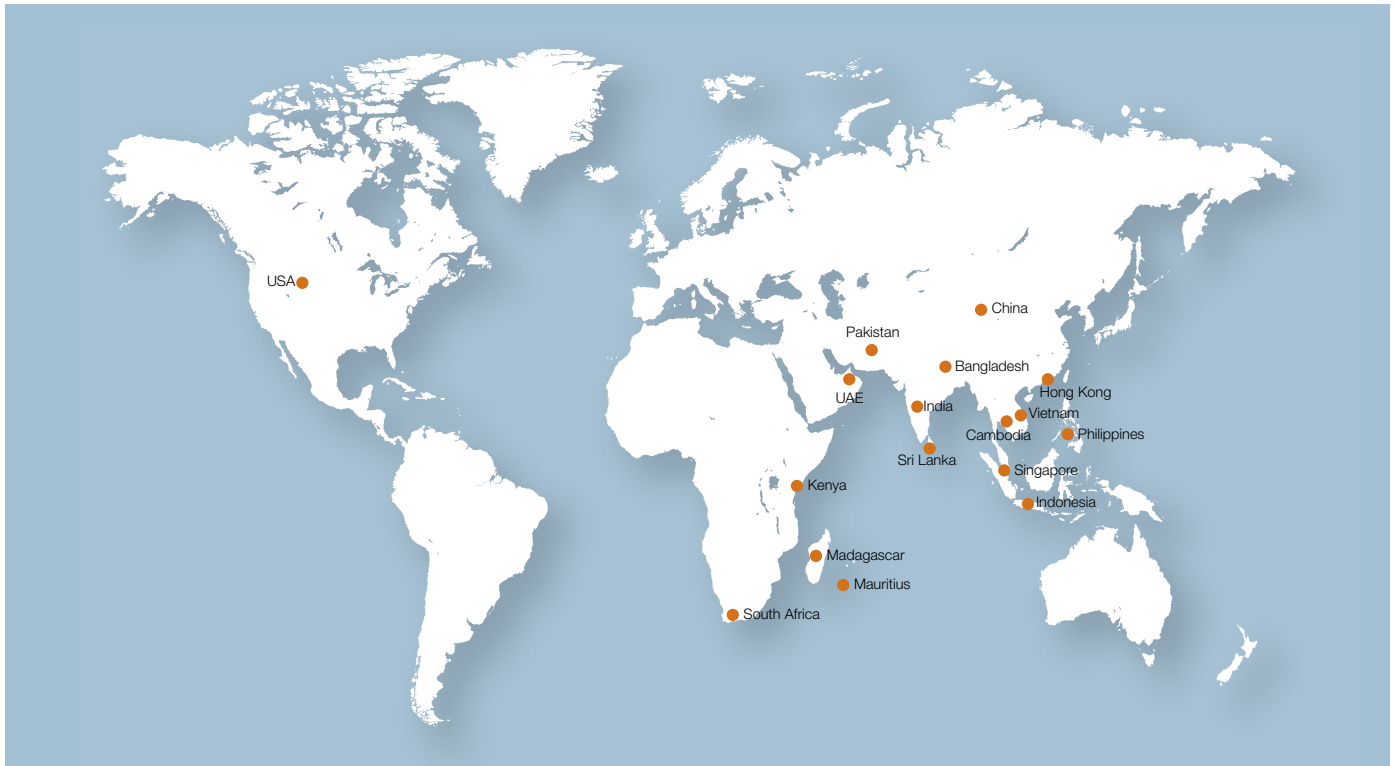 USA
China
Pakistan
Bangladesh
Hong Kong
UAE
India
Vietnam
Cambodia
Philippines
Sri Lanka
Singapore
Kenya
Indonesia
Madagascar
Mauritius
South Africa